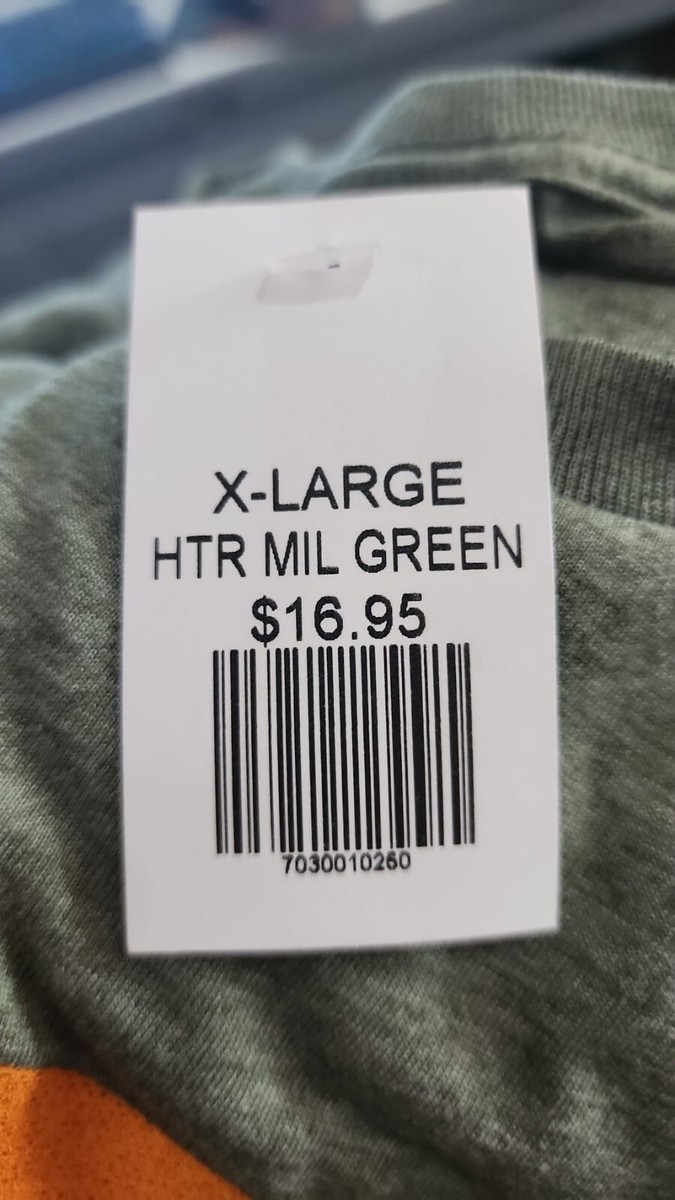 X-LARGE
HTR MIL GREEN
$16.95
7030010260